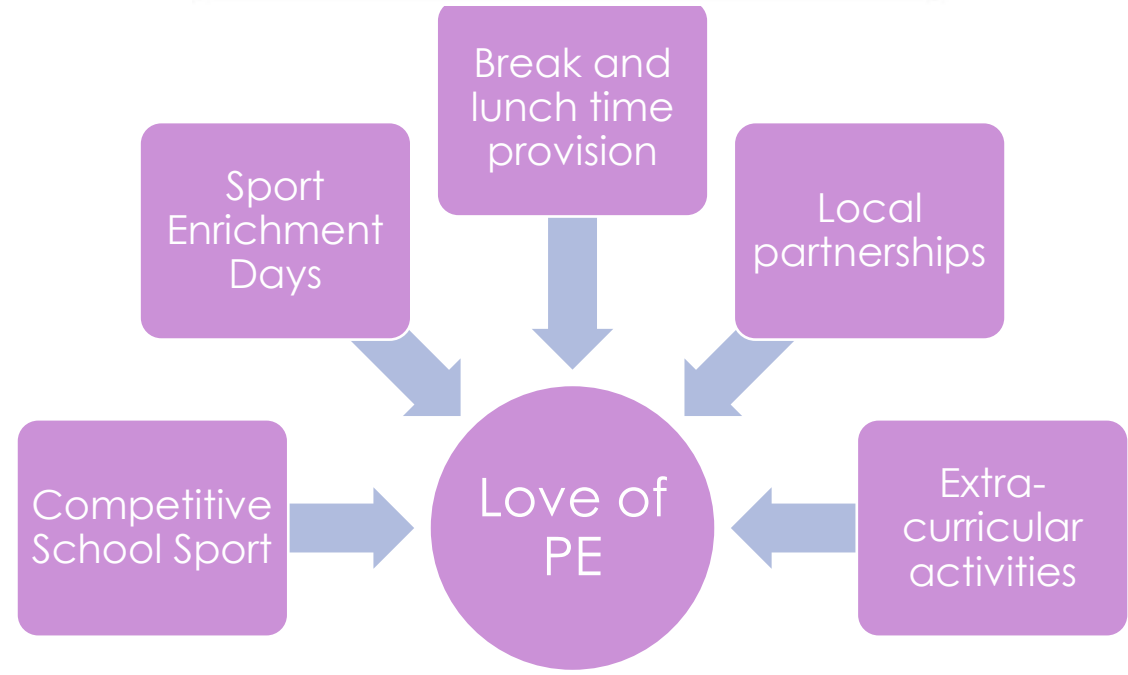 Break and
lunch time
provision
Sport
Enrichment
Days
Local
partnerships
Competitive
School Sport
Love of
PE
Extra-
curricular
activities